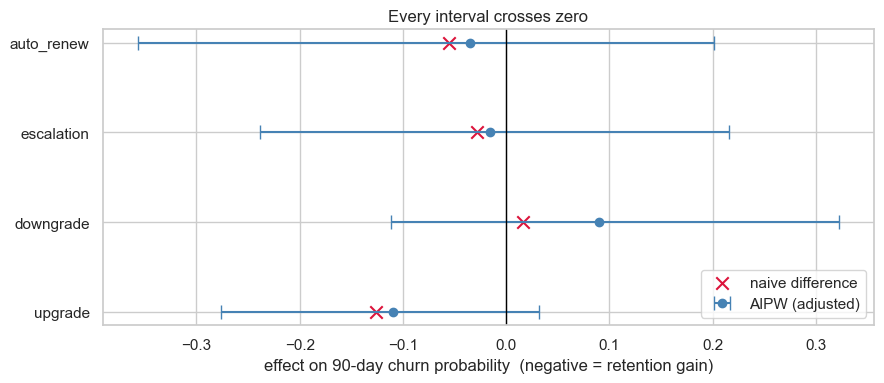 Every interval crosses zero
auto_renew
escalation
downgrade
upgrade
naive difference
AIPW (adjusted)
−0.3 −0.2 −0.1 0.0 0.1 0.2 0.3
effect on 90-day churn probability  (negative = retention gain)